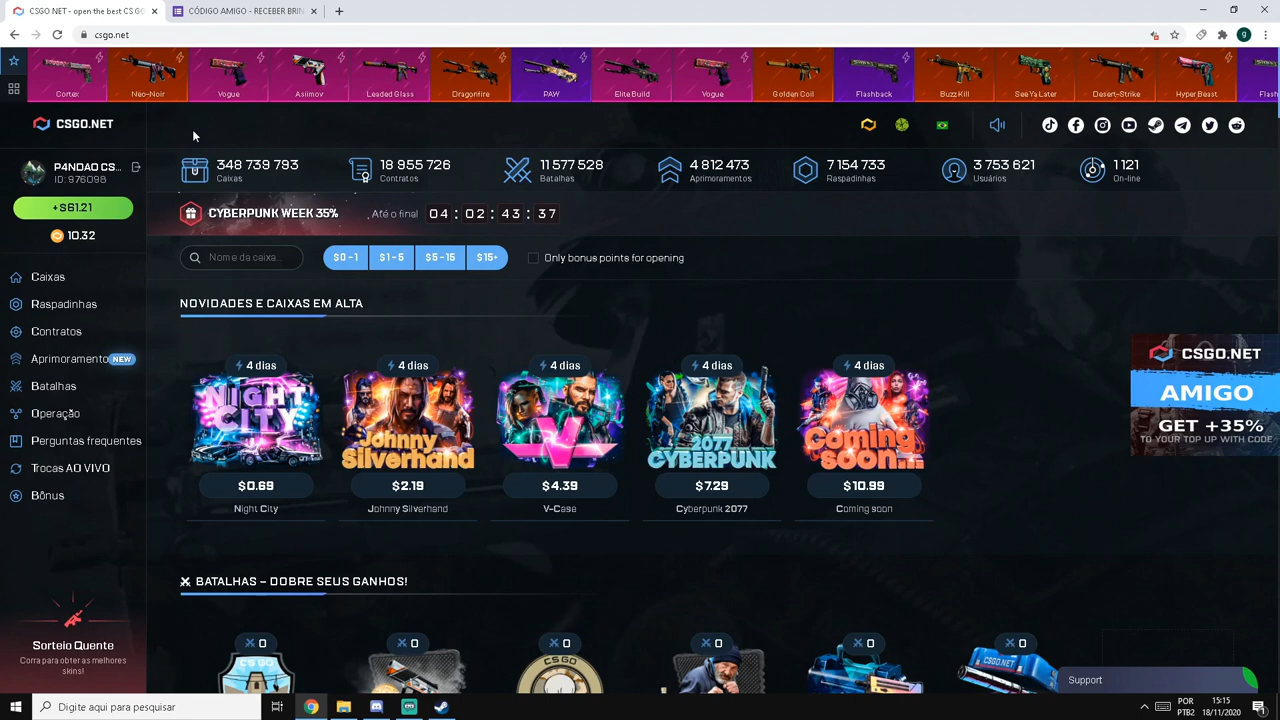 CSGO NET - open the best CS GO
CÓDIGO AMIGO - RECEBER BRIN
csgo.net
g
Cortex
Neo-Noir
Vogue
Asiimov
Leaded Glass
Dragonfire
PAW
Elite Build
Vogue
Golden Coil
Flashback
Buzz Kill
See Ya Later
Desert-Strike
Hyper Beast
Flash
CSGO.NET
P4NDAO CS...
ID: 976098
+$61.21
10.32
348 739 793
Caixas
18 955 726
Contratos
11 577 528
Batalhas
4 812 473
Aprimoramentos
7 154 733
Raspadinhas
3 753 621
Usuários
1 121
On-line
CYBERPUNK WEEK 35%
Até o final
04 : 02 : 43 : 37
Nome da caixa...
$0 - 1
$1 - 5
$5 - 15
$15+
Only bonus points for opening
Caixas
Raspadinhas
Contratos
Aprimoramento NEW
Batalhas
Operação
Perguntas frequentes
Trocas AO VIVO
Bônus
NOVIDADES E CAIXAS EM ALTA
4 dias
4 dias
4 dias
4 dias
4 dias
NIGHT CITY
Johnny Silverhand
V
2077 CYBERPUNK
Coming soon...
$0.69
$2.19
$4.39
$7.29
$10.99
Night City
Johnny Silverhand
V-Case
Cyberpunk 2077
Coming soon
CSGO.NET
AMIGO
GET +35%
TO YOUR TOP UP WITH CODE
BATALHAS – DOBRE SEUS GANHOS!
0
0
0
0
0
0
CS GO
CS GO
CSGO.NET
Sorteio Quente
Corra para obter as melhores
skins!
Support
Digite aqui para pesquisar
POR
PTB2
15:15
18/11/2020
1